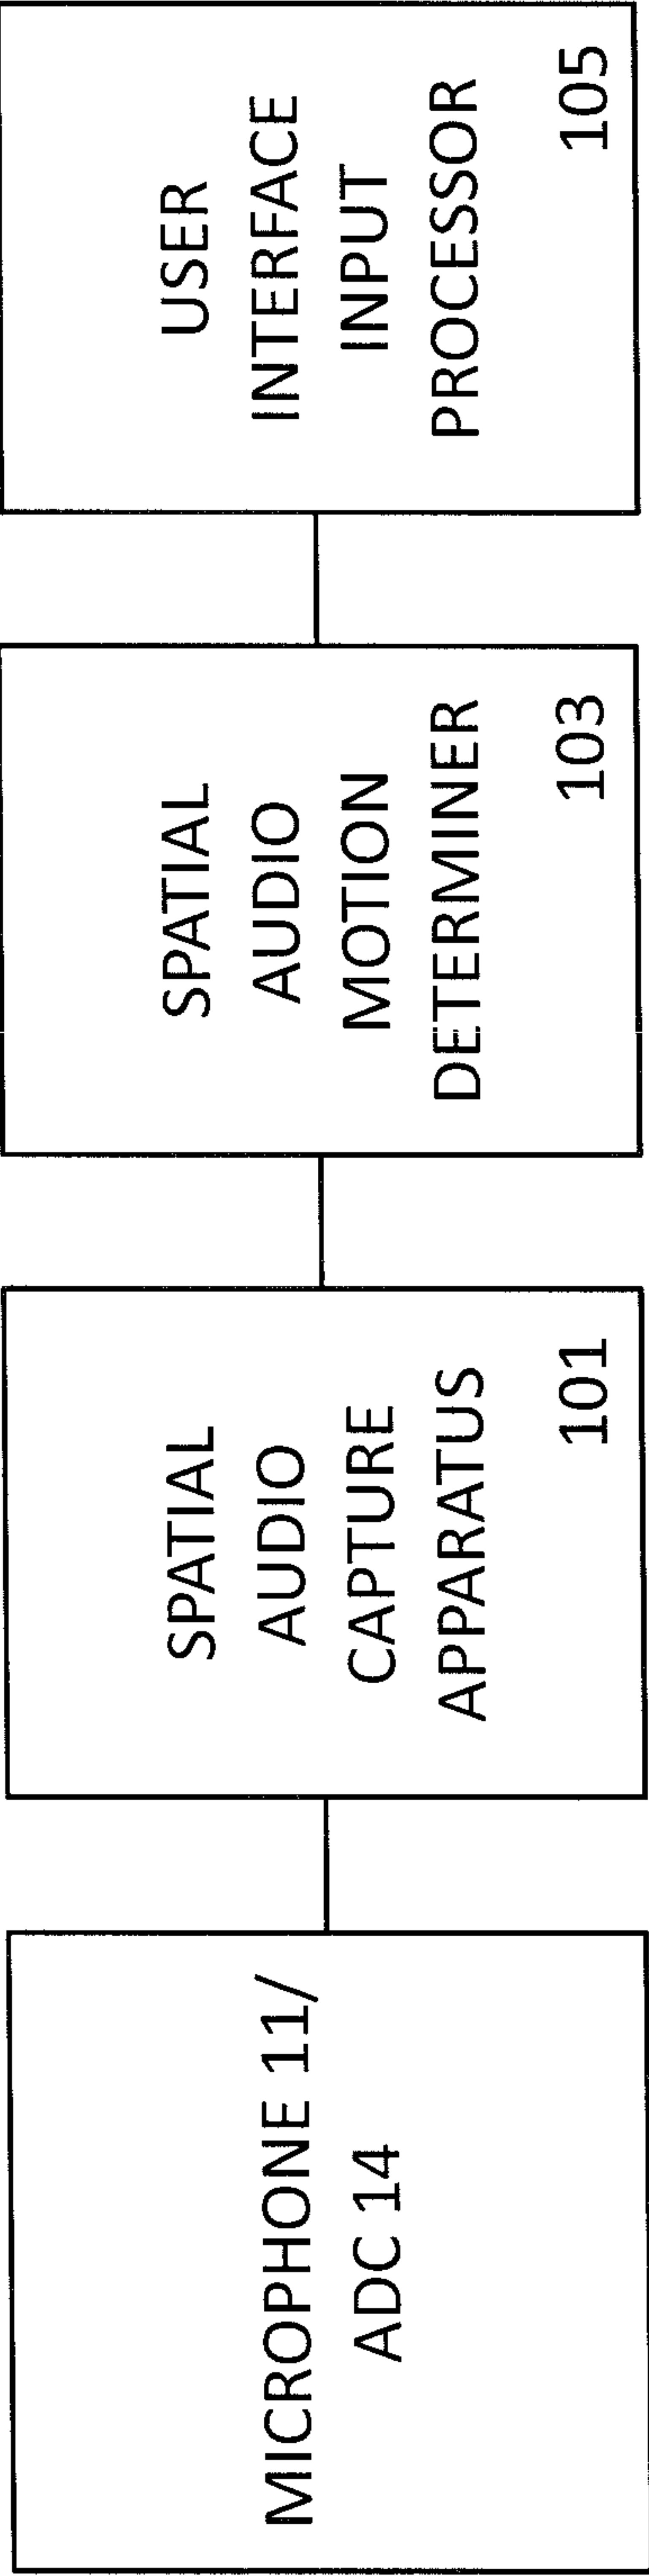 MICROPHONE 11/
ADC 14
SPATIAL
AUDIO
CAPTURE
APPARATUS
101
SPATIAL
AUDIO
MOTION
DETERMINER
103
USER
INTERFACE
INPUT
PROCESSOR
105